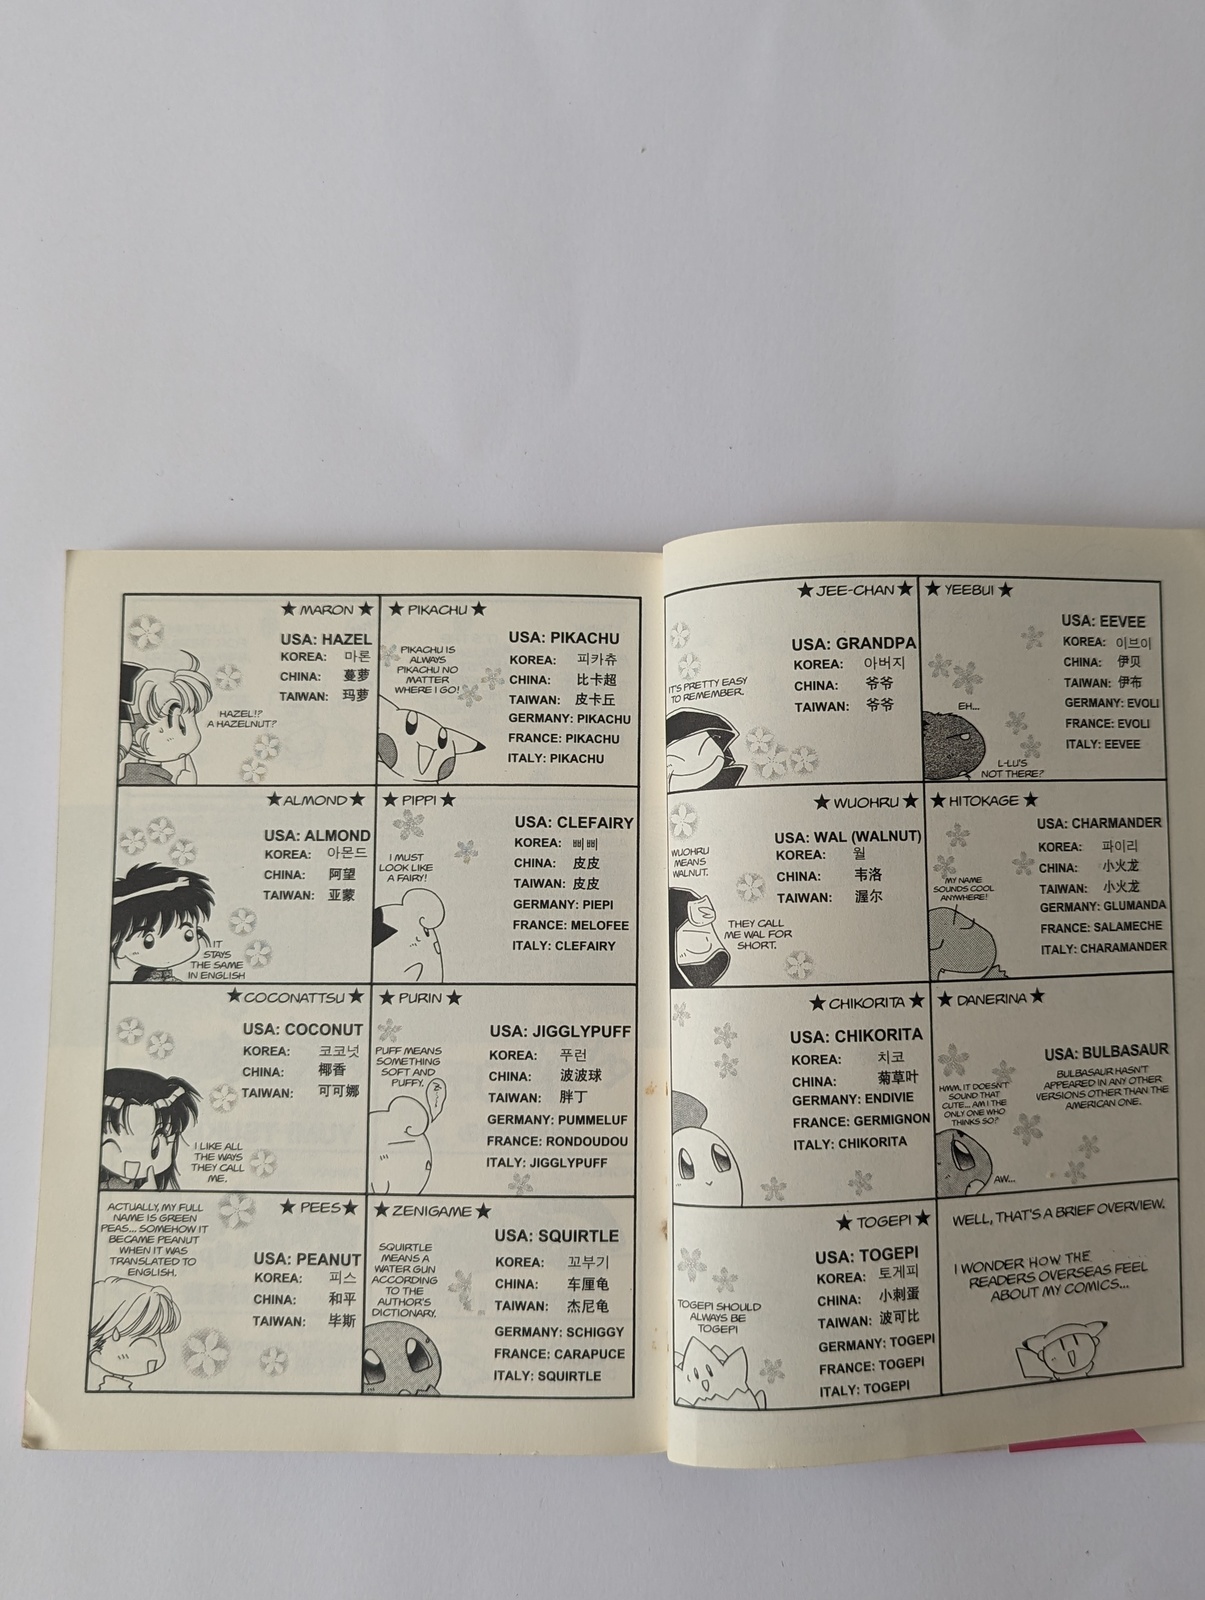 ★ MARON ★
USA: HAZEL
KOREA: 마론
CHINA: 蔓萝
TAIWAN: 玛萝
HAZEL!?
A HAZELNUT?
★ PIKACHU ★
PIKACHU IS
ALWAYS
PIKACHU NO
MATTER
WHERE I GO!
USA: PIKACHU
KOREA: 피카츄
CHINA: 比卡超
TAIWAN: 皮卡丘
GERMANY: PIKACHU
FRANCE: PIKACHU
ITALY: PIKACHU
★ ALMOND ★
USA: ALMOND
KOREA: 아몬드
CHINA: 阿望
TAIWAN: 亚蒙
IT
STAYS
THE SAME
IN ENGLISH
★ PIPPI ★
I MUST
LOOK LIKE
A FAIRY!
USA: CLEFAIRY
KOREA: 삐삐
CHINA: 皮皮
TAIWAN: 皮皮
GERMANY: PIEPI
FRANCE: MELOFEE
ITALY: CLEFAIRY
★ COCONATTSU ★
USA: COCONUT
KOREA: 코코넛
CHINA: 椰香
TAIWAN: 可可娜
I LIKE ALL
THE WAYS
THEY CALL
ME.
★ PURIN ★
PUFF MEANS
SOMETHING
SOFT AND
PUFFY.
USA: JIGGLYPUFF
KOREA: 푸런
CHINA: 波波球
TAIWAN: 胖丁
GERMANY: PUMMELUF
FRANCE: RONDOUDOU
ITALY: JIGGLYPUFF
ACTUALLY, MY FULL
NAME IS GREEN
PEAS... SOMEHOW IT
BECAME PEANUT
WHEN IT WAS
TRANSLATED TO
ENGLISH.
★ PEES ★
USA: PEANUT
KOREA: 피스
CHINA: 和平
TAIWAN: 毕斯
★ ZENIGAME ★
SQUIRTLE
MEANS A
WATER GUN
ACCORDING
TO THE
AUTHOR'S
DICTIONARY.
USA: SQUIRTLE
KOREA: 꼬부기
CHINA: 车厘龟
TAIWAN: 杰尼龟
GERMANY: SCHIGGY
FRANCE: CARAPUCE
ITALY: SQUIRTLE
★ JEE-CHAN ★
USA: GRANDPA
KOREA: 아버지
CHINA: 爷爷
TAIWAN: 爷爷
IT'S PRETTY EASY
TO REMEMBER.
★ YEEBUI ★
USA: EEVEE
KOREA: 이브이
CHINA: 伊贝
TAIWAN: 伊布
GERMANY: EVOLI
FRANCE: EVOLI
ITALY: EEVEE
EH...
L-LU'S
NOT THERE?
★ WUOHRU ★
WUOHRU
MEANS
WALNUT.
USA: WAL (WALNUT)
KOREA: 월
CHINA: 韦洛
TAIWAN: 渥尔
THEY CALL
ME WAL FOR
SHORT.
★ HITOKAGE ★
USA: CHARMANDER
KOREA: 파이리
CHINA: 小火龙
TAIWAN: 小火龙
GERMANY: GLUMANDA
FRANCE: SALAMECHE
ITALY: CHARAMANDER
MY NAME
SOUNDS COOL
ANYWHERE!
★ CHIKORITA ★
USA: CHIKORITA
KOREA: 치코
CHINA: 菊草叶
GERMANY: ENDIVIE
FRANCE: GERMIGNON
ITALY: CHIKORITA
★ DANERINA ★
USA: BULBASAUR
BULBASAUR HASN'T
APPEARED IN ANY OTHER
VERSIONS OTHER THAN THE
AMERICAN ONE.
HMM, IT DOESN'T
SOUND THAT
CUTE... AM I THE
ONLY ONE WHO
THINKS SO?
AW...
★ TOGEPI ★
USA: TOGEPI
KOREA: 토게피
CHINA: 小刺蛋
TAIWAN: 波可比
GERMANY: TOGEPI
FRANCE: TOGEPI
ITALY: TOGEPI
TOGEPI SHOULD
ALWAYS BE
TOGEPI
WELL, THAT'S A BRIEF OVERVIEW.
I WONDER HOW THE
READERS OVERSEAS FEEL
ABOUT MY COMICS...